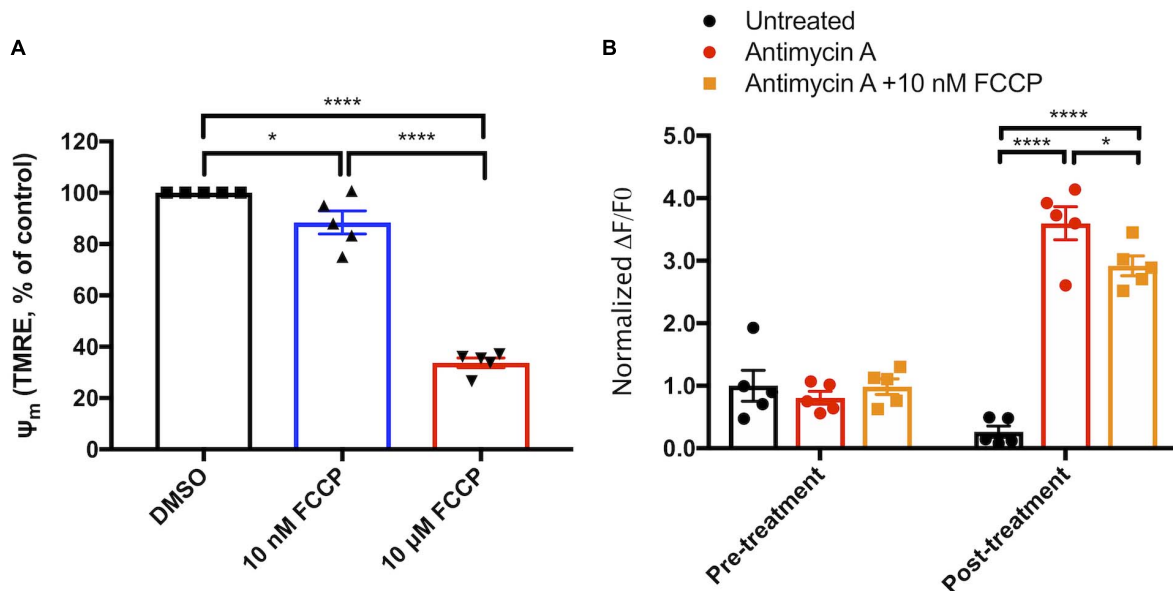 A
Ψm (TMRE, % of control)
120
100
80
60
40
20
0
****
*
****
DMSO
10 nM FCCP
10 µM FCCP
B
Untreated
Antimycin A
Antimycin A +10 nM FCCP
Normalized ΔF/F0
5.0
4.0
3.0
2.0
1.0
0.0
****
****
*
Pre-treatment
Post-treatment